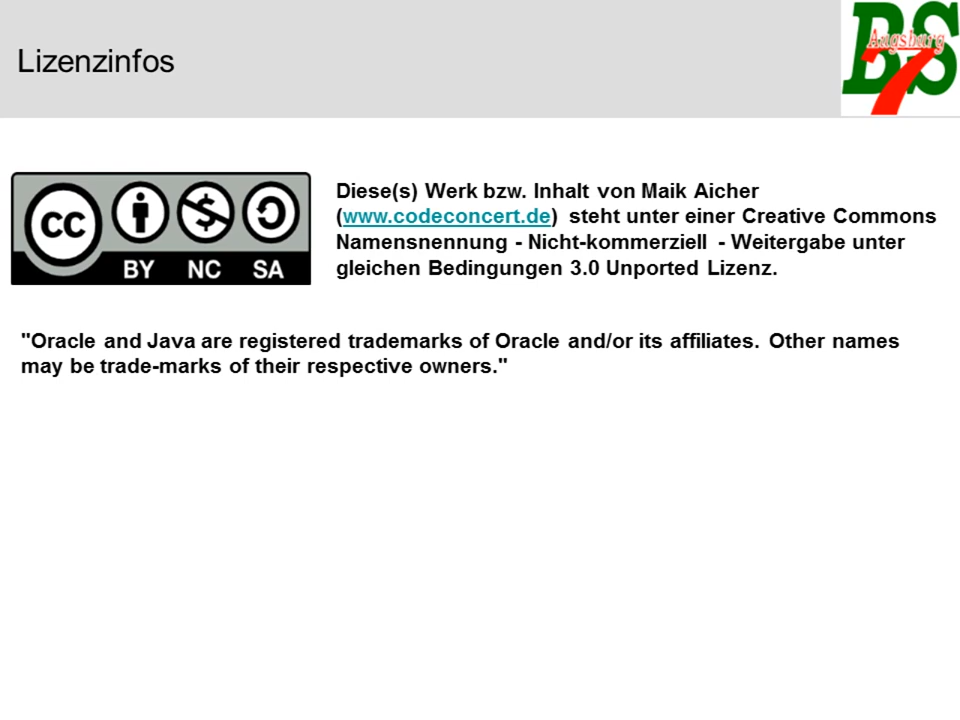 Lizenzinfos
BS
Augsburg
7
cc
BY NC SA
Diese(s) Werk bzw. Inhalt von Maik Aicher
(www.codeconcert.de) steht unter einer Creative Commons
Namensnennung - Nicht-kommerziell - Weitergabe unter
gleichen Bedingungen 3.0 Unported Lizenz.
"Oracle and Java are registered trademarks of Oracle and/or its affiliates. Other names
may be trade-marks of their respective owners."